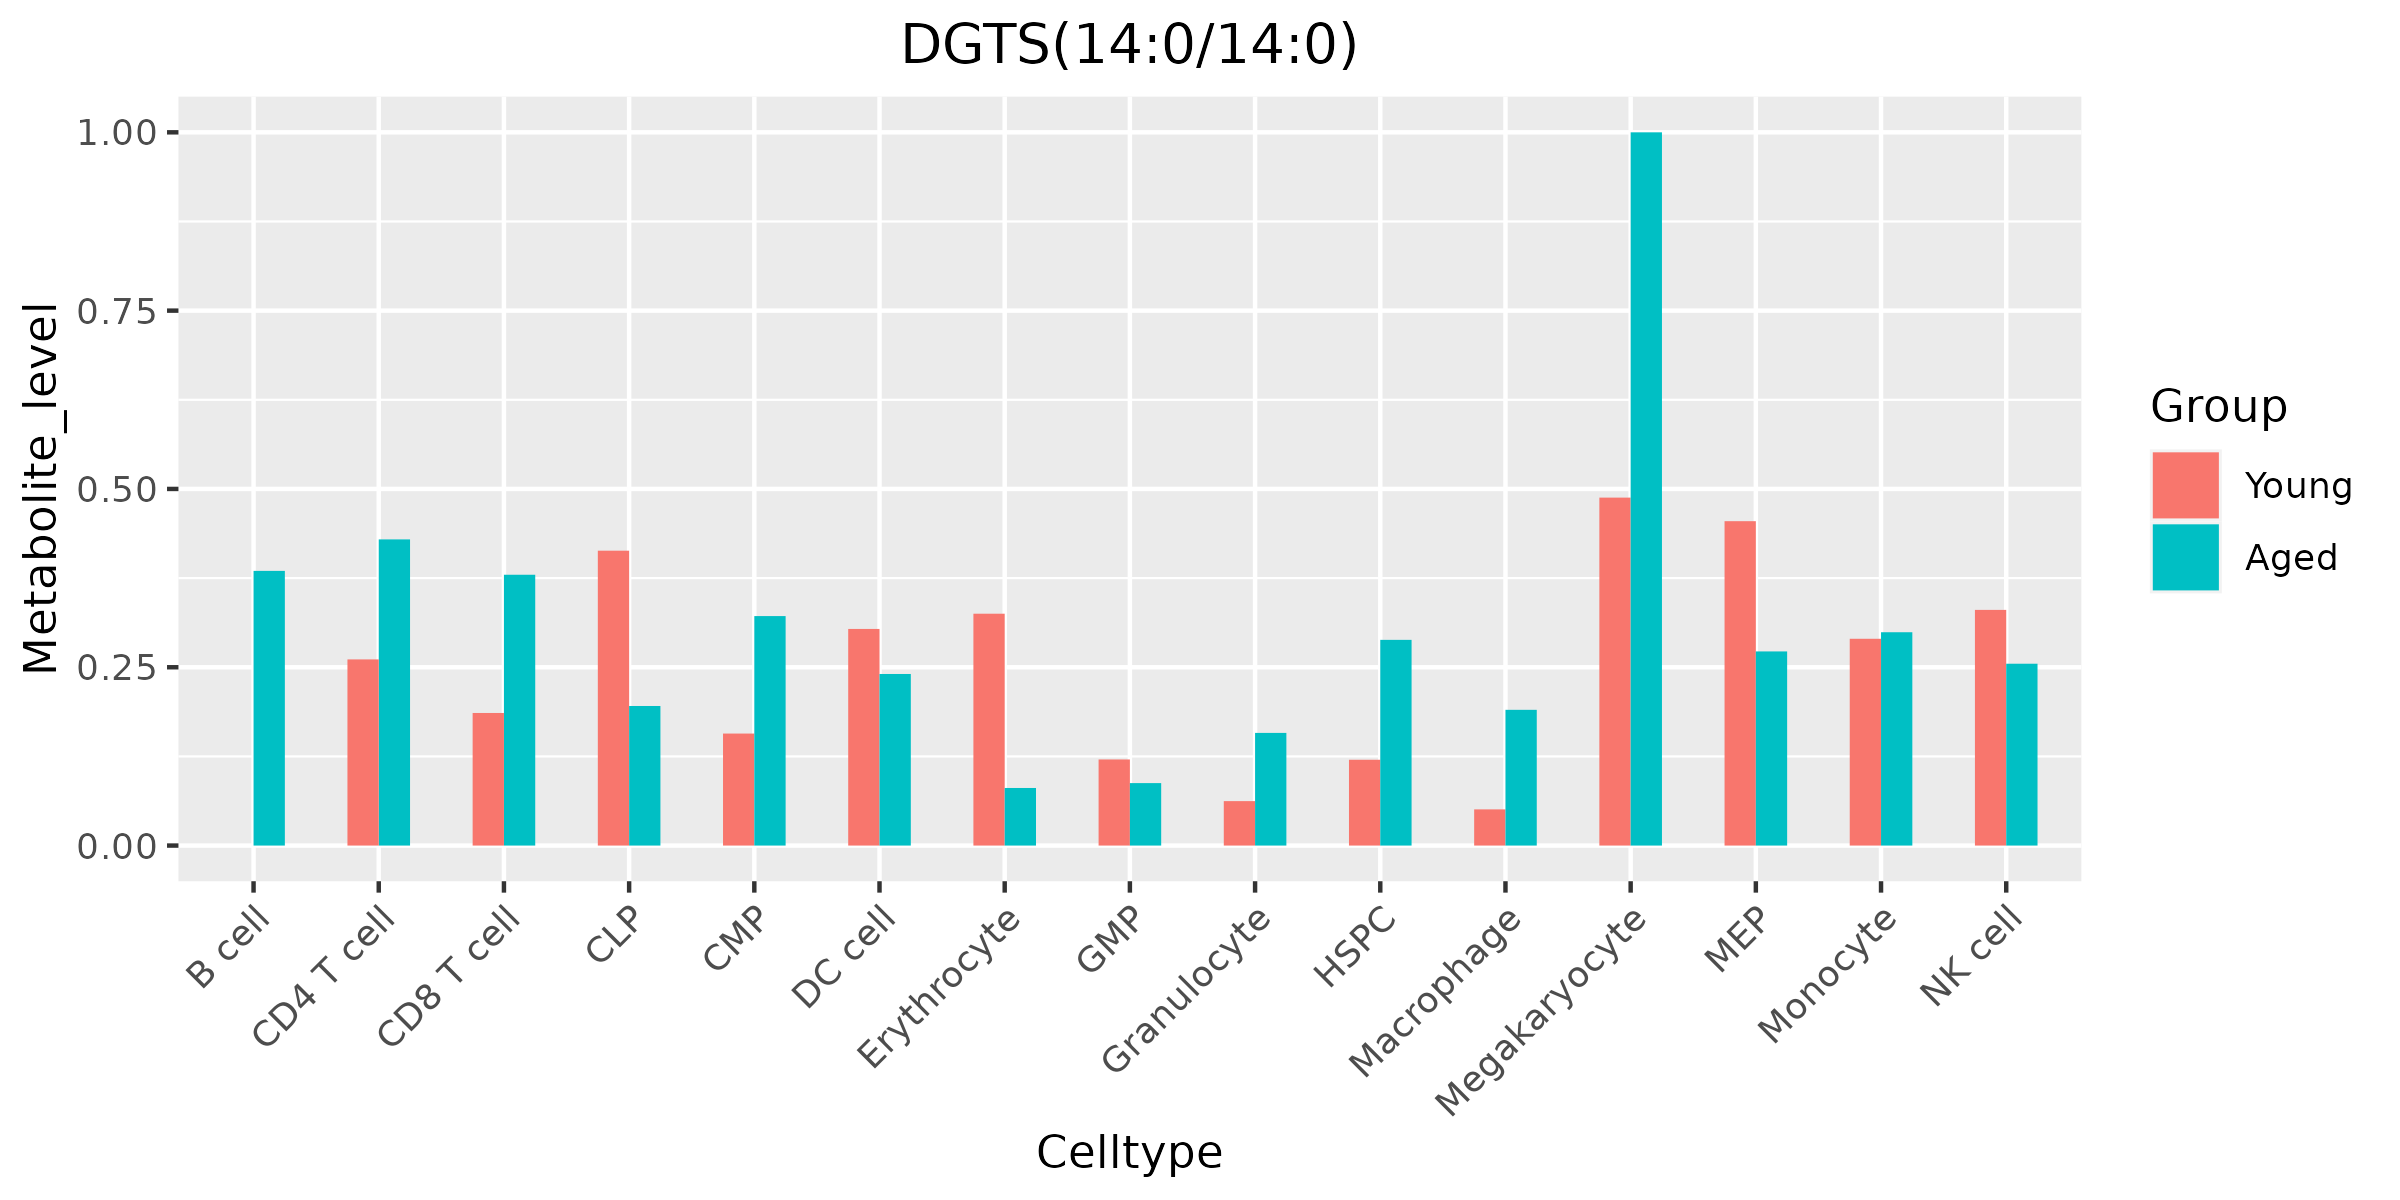 DGTS(14:0/14:0)
Metabolite_level
1.00
0.75
0.50
0.25
0.00
B cell
CD4 T cell
CD8 T cell
CLP
CMP
DC cell
Erythrocyte
GMP
Granulocyte
HSPC
Macrophage
Megakaryocyte
MEP
Monocyte
NK cell
Celltype
Group
Young
Aged